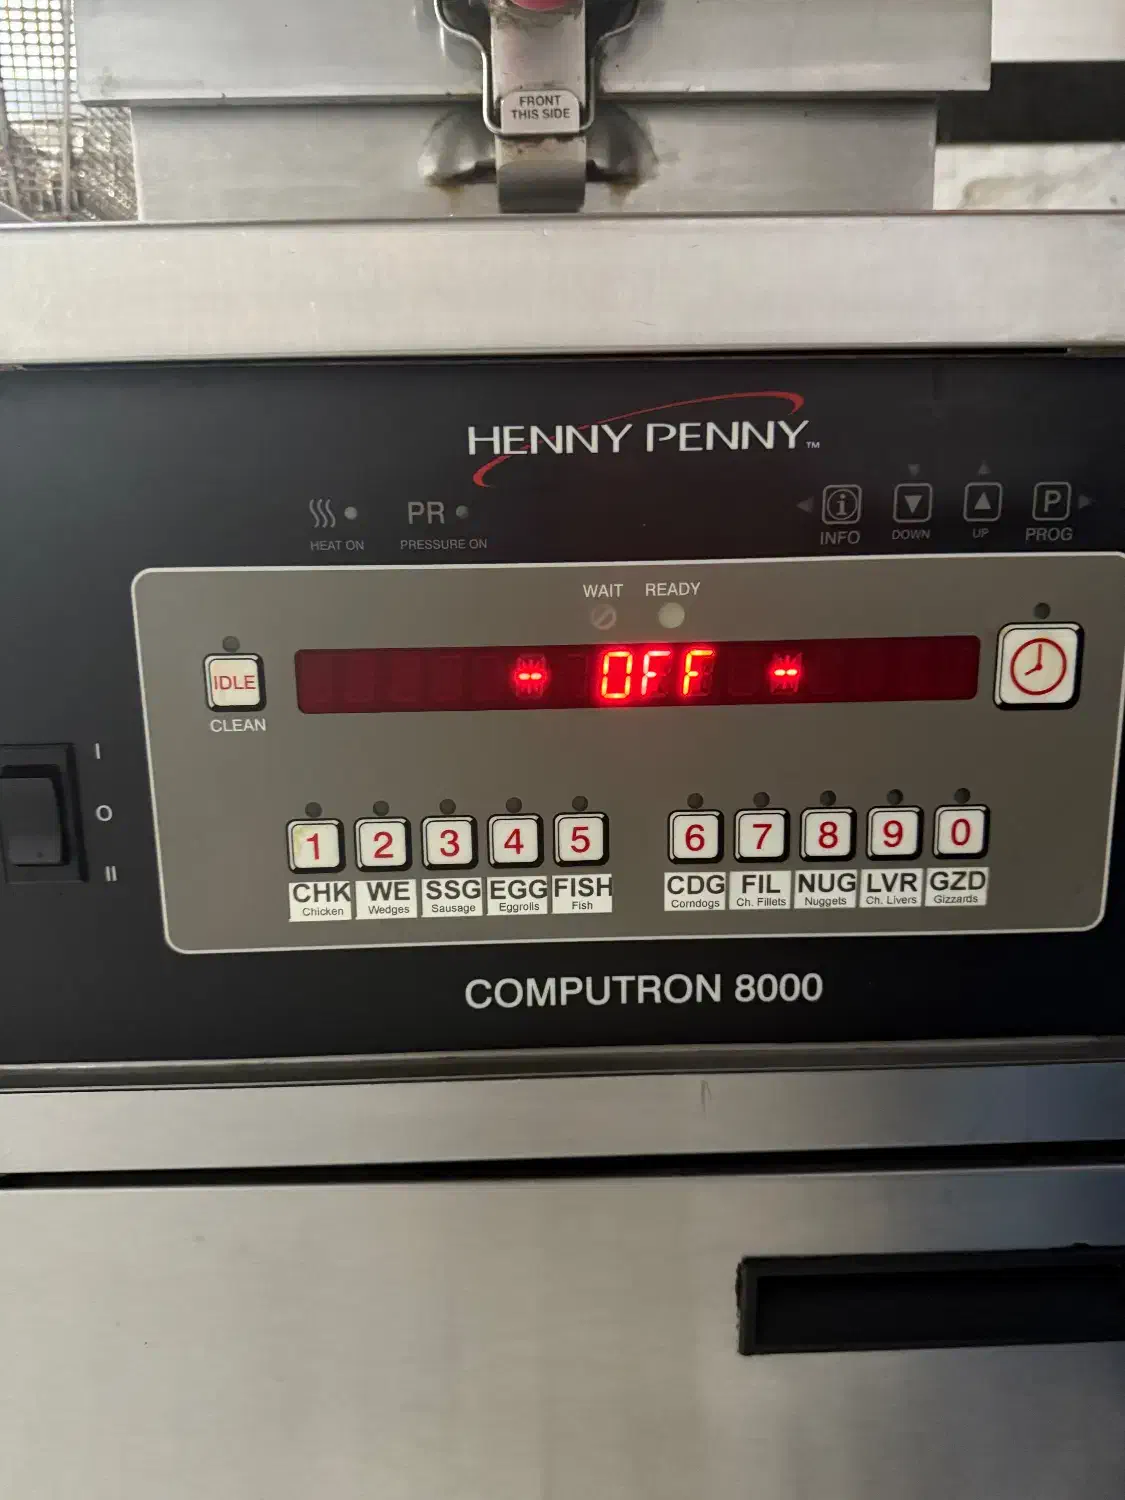 FRONT
THIS SIDE
HENNY PENNY™
HEAT ON
PR
PRESSURE ON
INFO
DOWN
UP
P
PROG
WAIT READY
IDLE
CLEAN
- OFF -
I
O
II
1 2 3 4 5 6 7 8 9 0
CHK WE SSG EGG FISH CDG FIL NUG LVR GZD
Chicken Wedges Sausage Eggrolls Fish Corndogs Ch. Fillets Nuggets Ch. Livers Gizzards
COMPUTRON 8000